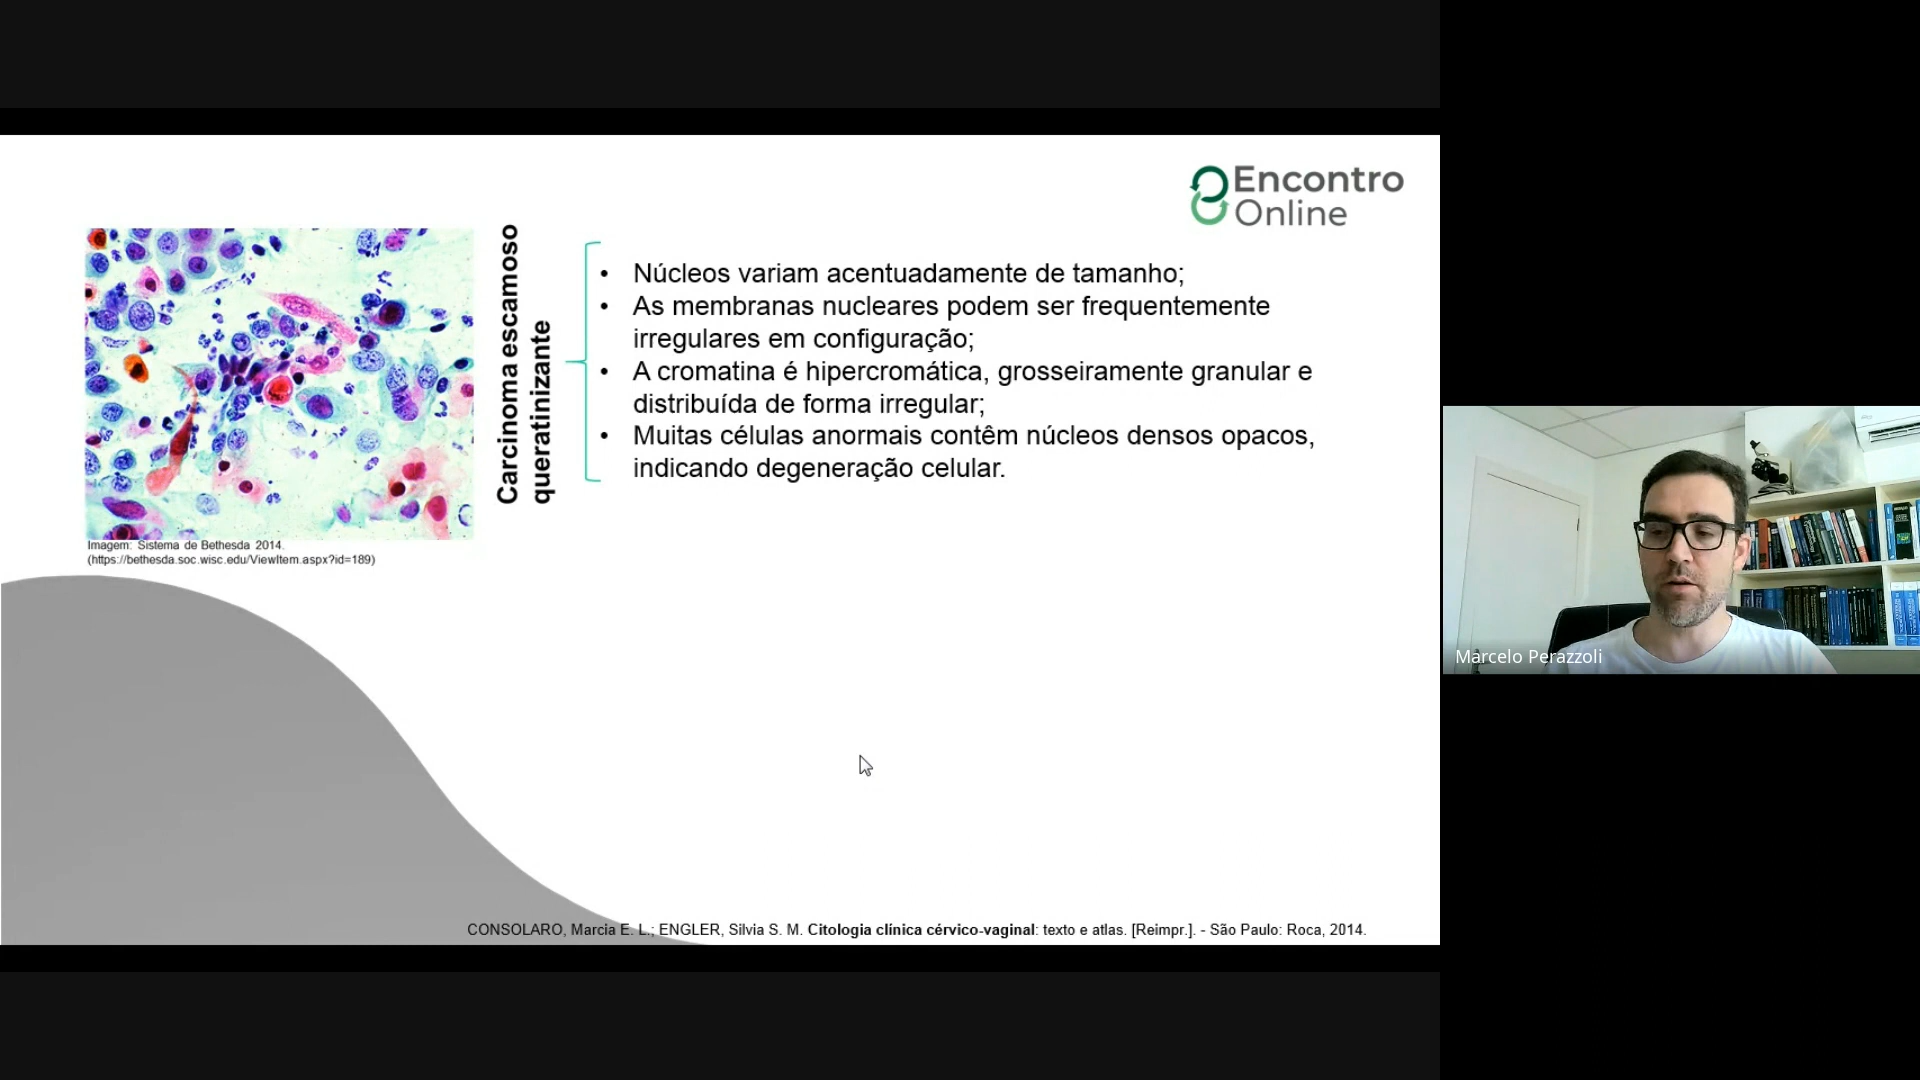 Encontro
Online
Carcinoma escamoso
queratinizante
• Núcleos variam acentuadamente de tamanho;
• As membranas nucleares podem ser frequentemente
irregulares em configuração;
• A cromatina é hipercromática, grosseiramente granular e
distribuída de forma irregular;
• Muitas células anormais contêm núcleos densos opacos,
indicando degeneração celular.
Imagem: Sistema de Bethesda 2014.
(https://bethesda.soc.wisc.edu/ViewItem.aspx?id=189)
Marcelo Perazzoli
CONSOLARO, Marcia E. L.; ENGLER, Silvia S. M. Citologia clínica cérvico-vaginal: texto e atlas. [Reimpr.]. - São Paulo: Roca, 2014.